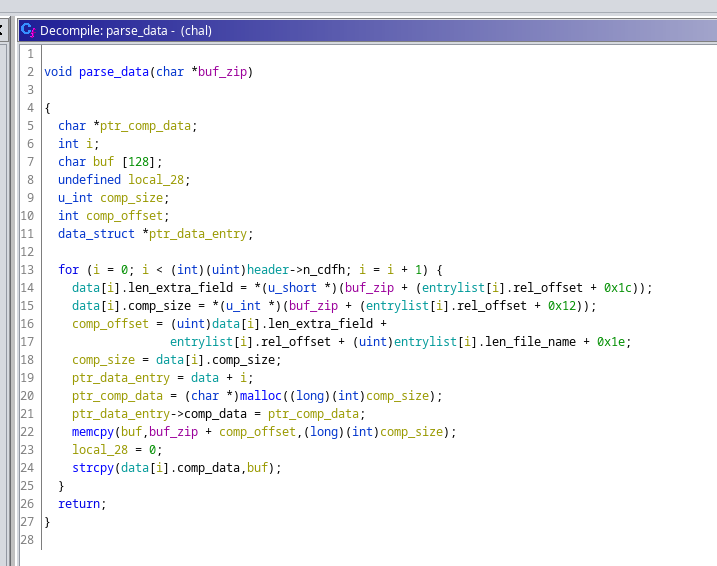 Decompile: parse_data - (chal)
1
2 void parse_data(char *buf_zip)
3
4 {
5   char *ptr_comp_data;
6   int i;
7   char buf [128];
8   undefined local_28;
9   u_int comp_size;
10   int comp_offset;
11   data_struct *ptr_data_entry;
12
13   for (i = 0; i < (int)(uint)header->n_cdfh; i = i + 1) {
14     data[i].len_extra_field = *(u_short *)(buf_zip + (entrylist[i].rel_offset + 0x1c));
15     data[i].comp_size = *(u_int *)(buf_zip + (entrylist[i].rel_offset + 0x12));
16     comp_offset = (uint)data[i].len_extra_field +
17                   entrylist[i].rel_offset + (uint)entrylist[i].len_file_name + 0x1e;
18     comp_size = data[i].comp_size;
19     ptr_data_entry = data + i;
20     ptr_comp_data = (char *)malloc((long)(int)comp_size);
21     ptr_data_entry->comp_data = ptr_comp_data;
22     memcpy(buf,buf_zip + comp_offset,(long)(int)comp_size);
23     local_28 = 0;
24     strcpy(data[i].comp_data,buf);
25   }
26   return;
27 }
28